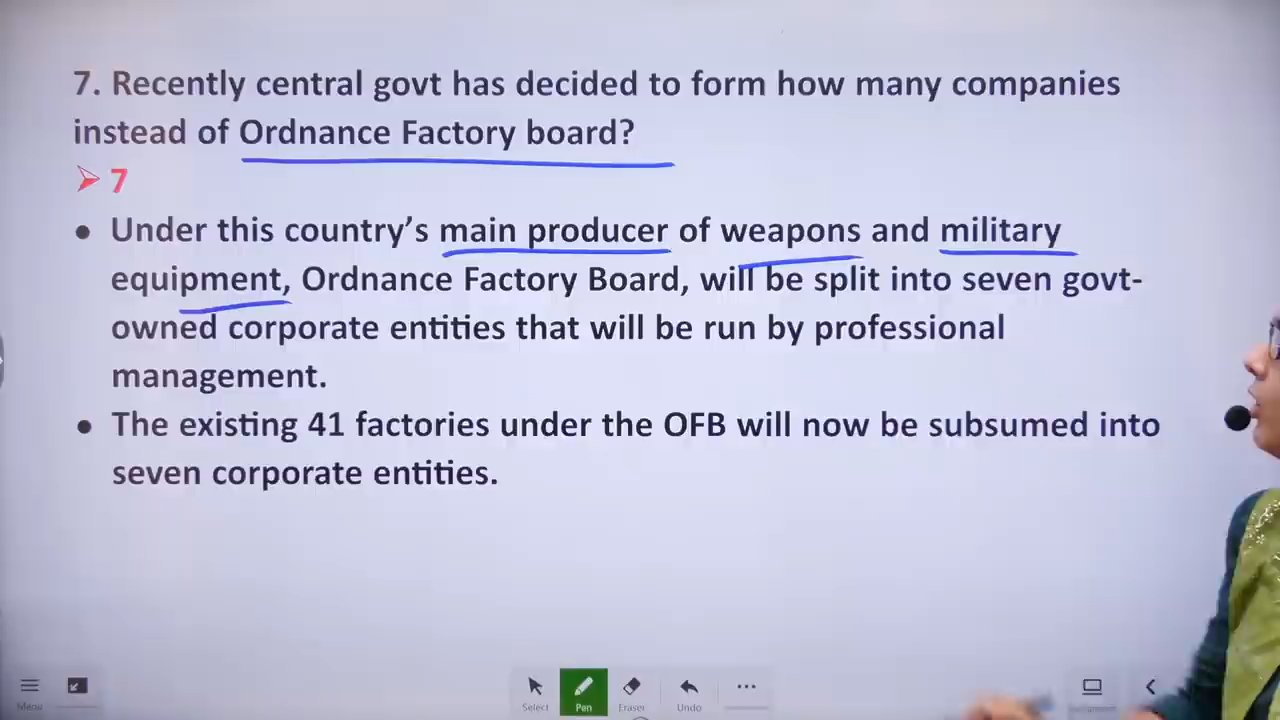 7. Recently central govt has decided to form how many companies
instead of Ordnance Factory board?
➢ 7
• Under this country's main producer of weapons and military
equipment, Ordnance Factory Board, will be split into seven govt-
owned corporate entities that will be run by professional
management.
• The existing 41 factories under the OFB will now be subsumed into
seven corporate entities.
Menu
Select
Pen
Eraser
Undo